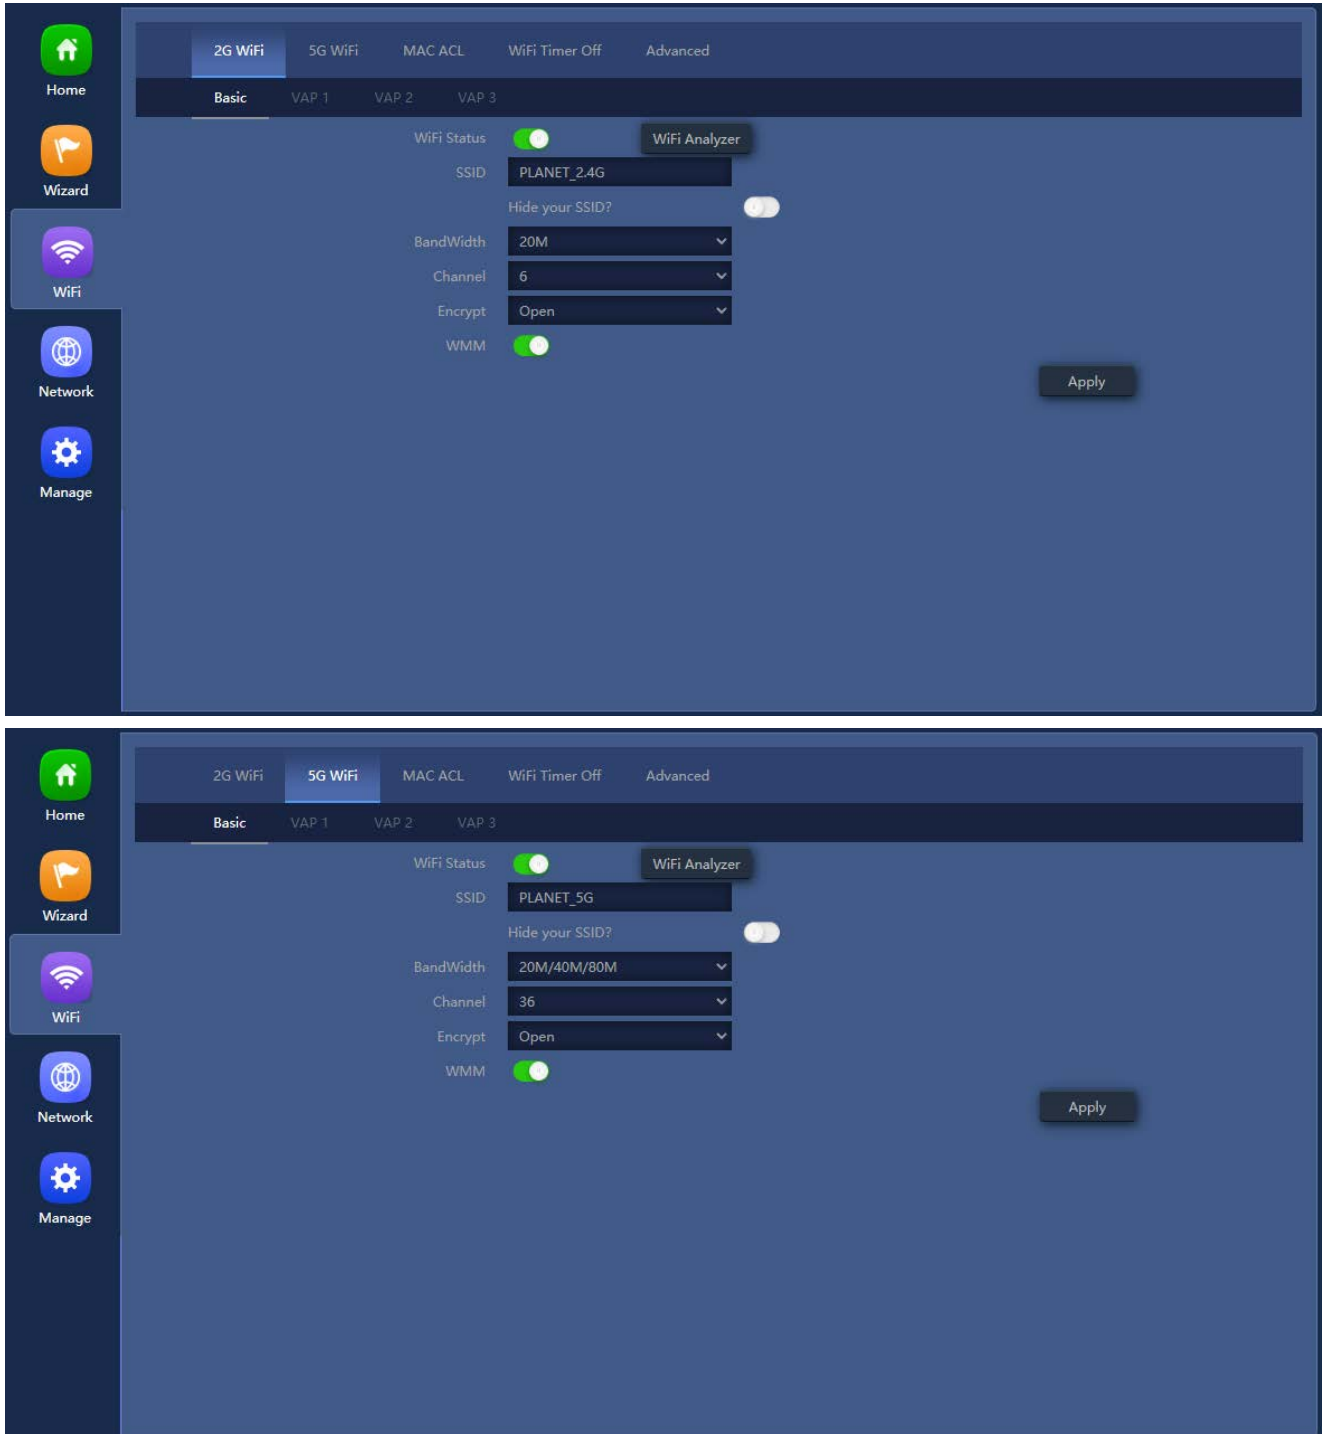 Home
Wizard
WiFi
Network
Manage
2G WiFi 5G WiFi MAC ACL WiFi Timer Off Advanced
Basic VAP 1 VAP 2 VAP 3
WiFi Status WiFi Analyzer
SSID PLANET_2.4G
Hide your SSID?
BandWidth 20M
Channel 6
Encrypt Open
WMM
Apply
Home
Wizard
WiFi
Network
Manage
2G WiFi 5G WiFi MAC ACL WiFi Timer Off Advanced
Basic VAP 1 VAP 2 VAP 3
WiFi Status WiFi Analyzer
SSID PLANET_5G
Hide your SSID?
BandWidth 20M/40M/80M
Channel 36
Encrypt Open
WMM
Apply